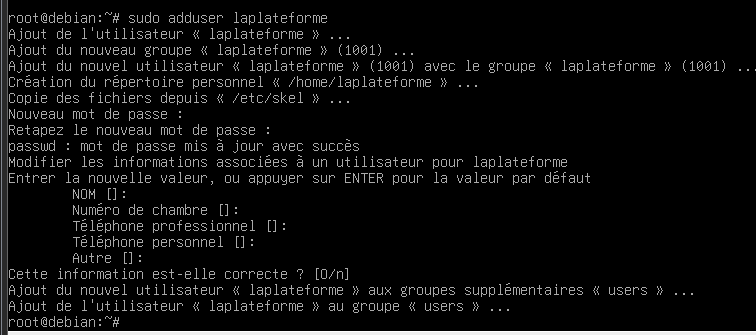 root@debian:~# sudo adduser laplateforme
Ajout de l'utilisateur « laplateforme » ...
Ajout du nouveau groupe « laplateforme » (1001) ...
Ajout du nouvel utilisateur « laplateforme » (1001) avec le groupe « laplateforme » (1001) ...
Création du répertoire personnel « /home/laplateforme » ...
Copie des fichiers depuis « /etc/skel » ...
Nouveau mot de passe :
Retapez le nouveau mot de passe :
passwd : mot de passe mis à jour avec succès
Modifier les informations associées à un utilisateur pour laplateforme
Entrer la nouvelle valeur, ou appuyer sur ENTER pour la valeur par défaut
NOM []:
Numéro de chambre []:
Téléphone professionnel []:
Téléphone personnel []:
Autre []:
Cette information est-elle correcte ? [O/n]
Ajout du nouvel utilisateur « laplateforme » aux groupes supplémentaires « users » ...
Ajout de l'utilisateur « laplateforme » au groupe « users » ...
root@debian:~#